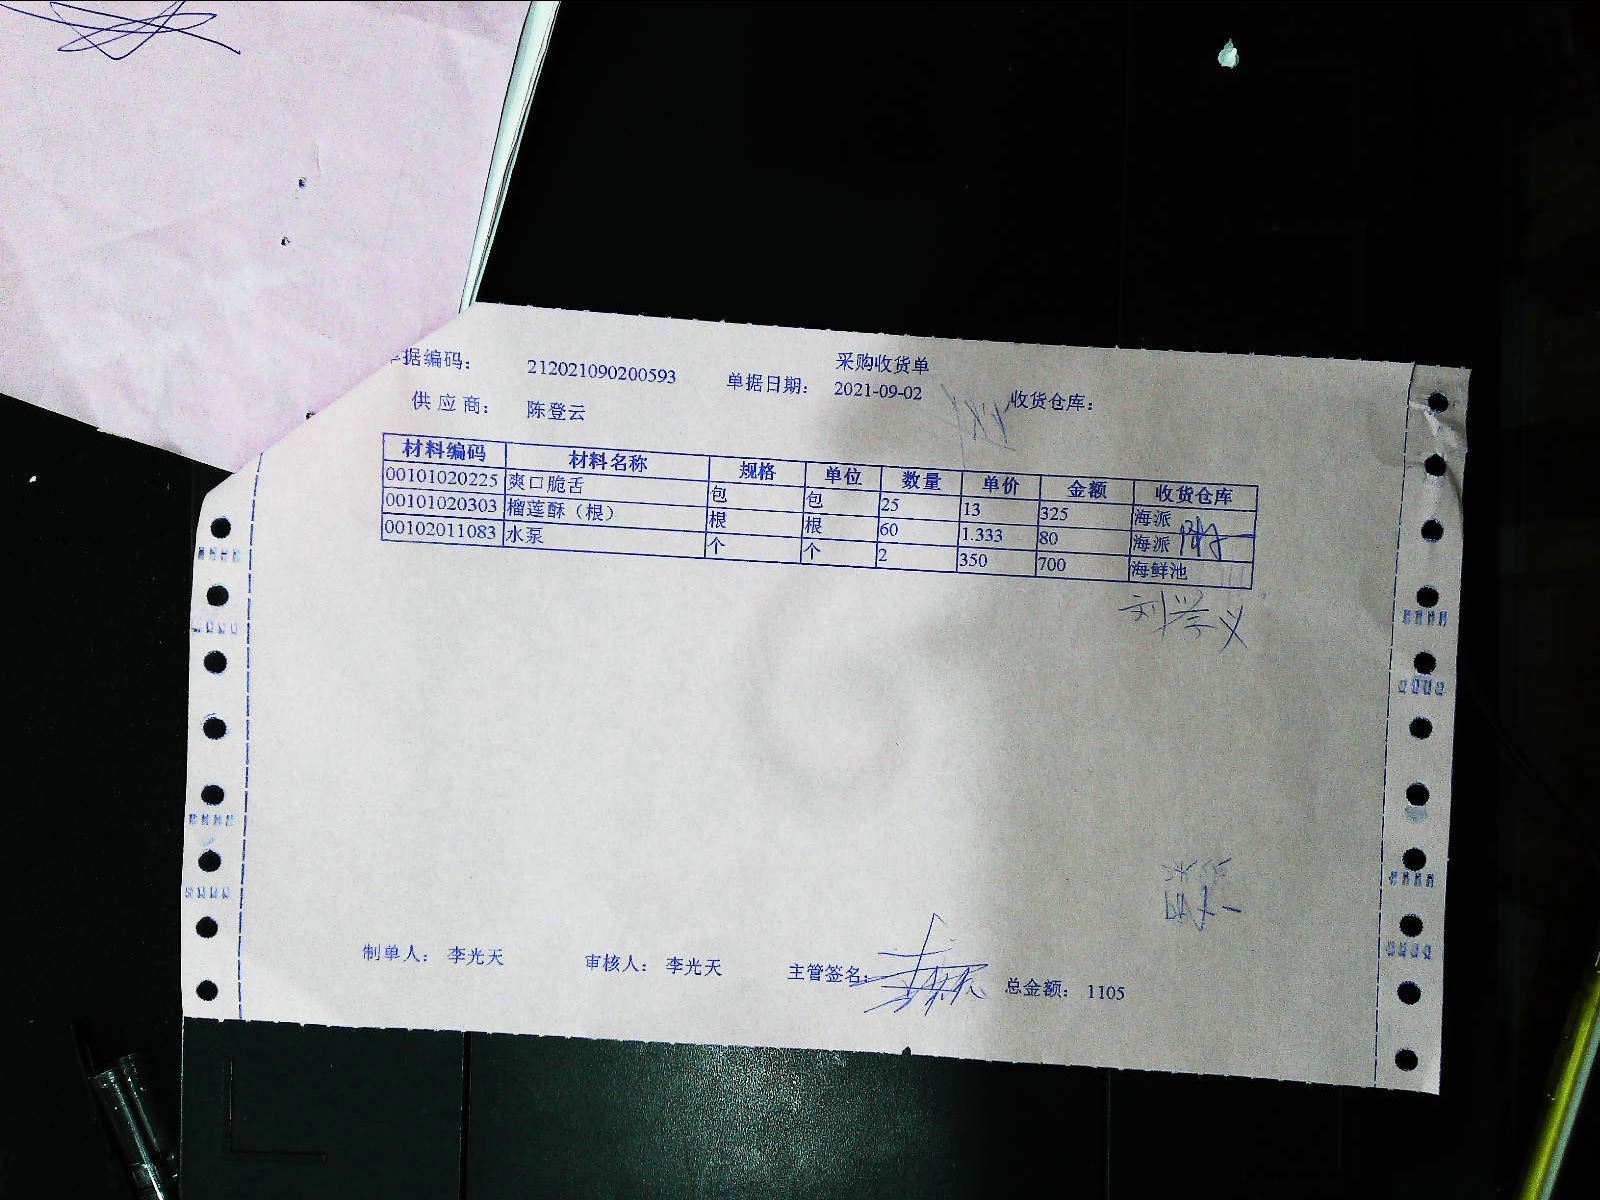 采购收货单
据编码： 212021090200593 单据日期： 2021-09-02 收货仓库：
供应商： 陈登云
材料编码 材料名称 规格 单位 数量 单价 金额 收货仓库
00101020225 爽口脆舌 包 包 25 13 325 海派
00101020303 榴莲酥（根） 根 根 60 1.333 80 海派
00102011083 水泵 个 个 2 350 700 海鲜池
刘学义
制单人： 李光天 审核人： 李光天 主管签名： 总金额： 1105